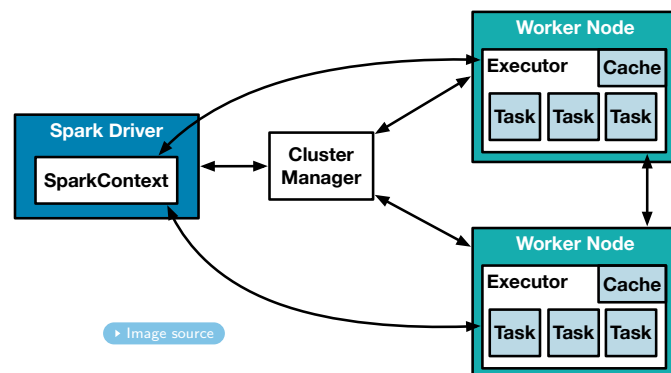 Spark Driver
SparkContext
Cluster
Manager
Worker Node
Executor
Cache
Task Task Task
Worker Node
Executor
Cache
Task Task Task
Image source